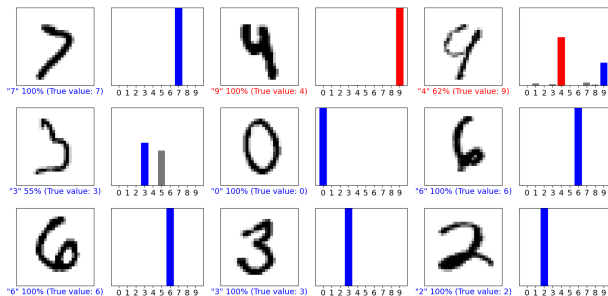 7
4
9
0 1 2 3 4 5 6 7 8 9
0 1 2 3 4 5 6 7 8 9
0 1 2 3 4 5 6 7 8 9
"7" 100% (True value: 7)
"9" 100% (True value: 4)
"4" 62% (True value: 9)
3
0
6
0 1 2 3 4 5 6 7 8 9
0 1 2 3 4 5 6 7 8 9
0 1 2 3 4 5 6 7 8 9
"3" 55% (True value: 3)
"0" 100% (True value: 0)
"6" 100% (True value: 6)
6
3
2
0 1 2 3 4 5 6 7 8 9
0 1 2 3 4 5 6 7 8 9
0 1 2 3 4 5 6 7 8 9
"6" 100% (True value: 6)
"3" 100% (True value: 3)
"2" 100% (True value: 2)